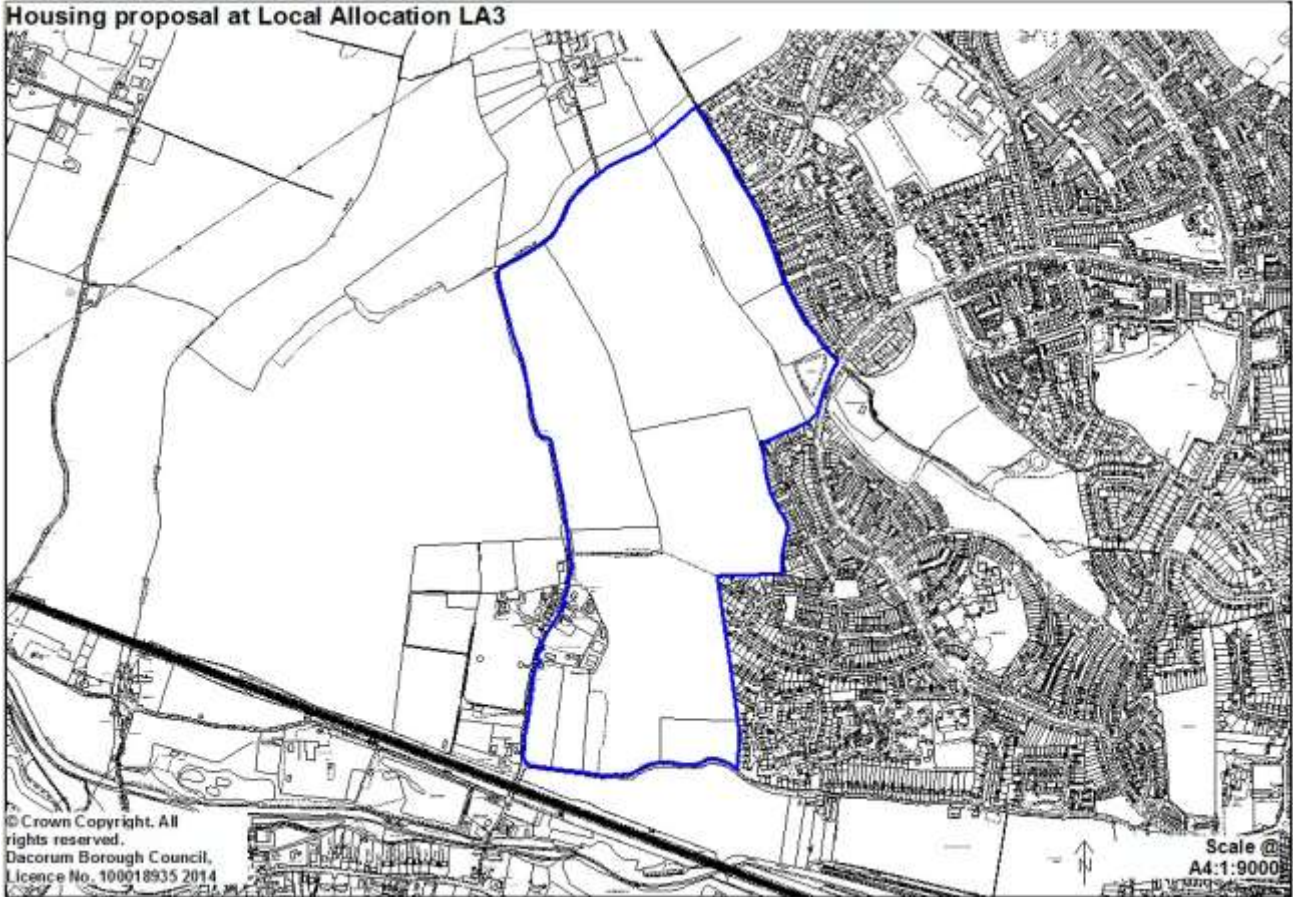 Housing proposal at Local Allocation LA3
© Crown Copyright. All
rights reserved.
Dacorum Borough Council,
Licence No. 100018935 2014
Scale @
A4:1:9000